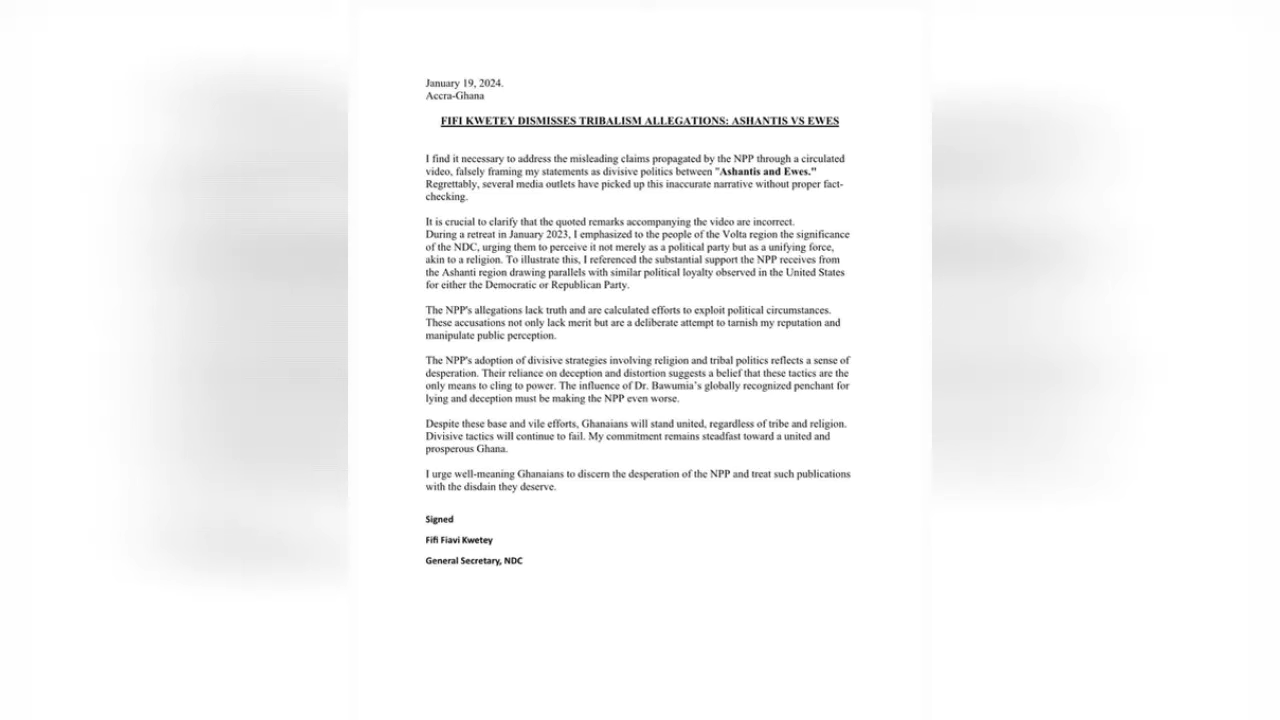 January 19, 2024.
Accra-Ghana
FIFI KWETEY DISMISSES TRIBALISM ALLEGATIONS: ASHANTIS VS EWES
I find it necessary to address the misleading claims propagated by the NPP through a circulated
video, falsely framing my statements as divisive politics between "Ashantis and Ewes."
Regrettably, several media outlets have picked up this inaccurate narrative without proper fact-
checking.
It is crucial to clarify that the quoted remarks accompanying the video are incorrect.
During a retreat in January 2023, I emphasized to the people of the Volta region the significance
of the NDC, urging them to perceive it not merely as a political party but as a unifying force,
akin to a religion. To illustrate this, I referenced the substantial support the NPP receives from
the Ashanti region drawing parallels with similar political loyalty observed in the United States
for either the Democratic or Republican Party.
The NPP's allegations lack truth and are calculated efforts to exploit political circumstances.
These accusations not only lack merit but are a deliberate attempt to tarnish my reputation and
manipulate public perception.
The NPP's adoption of divisive strategies involving religion and tribal politics reflects a sense of
desperation. Their reliance on deception and distortion suggests a belief that these tactics are the
only means to cling to power. The influence of Dr. Bawumia’s globally recognized penchant for
lying and deception must be making the NPP even worse.
Despite these base and vile efforts, Ghanaians will stand united, regardless of tribe and religion.
Divisive tactics will continue to fail. My commitment remains steadfast toward a united and
prosperous Ghana.
I urge well-meaning Ghanaians to discern the desperation of the NPP and treat such publications
with the disdain they deserve.
Signed
Fifi Fiavi Kwetey
General Secretary, NDC